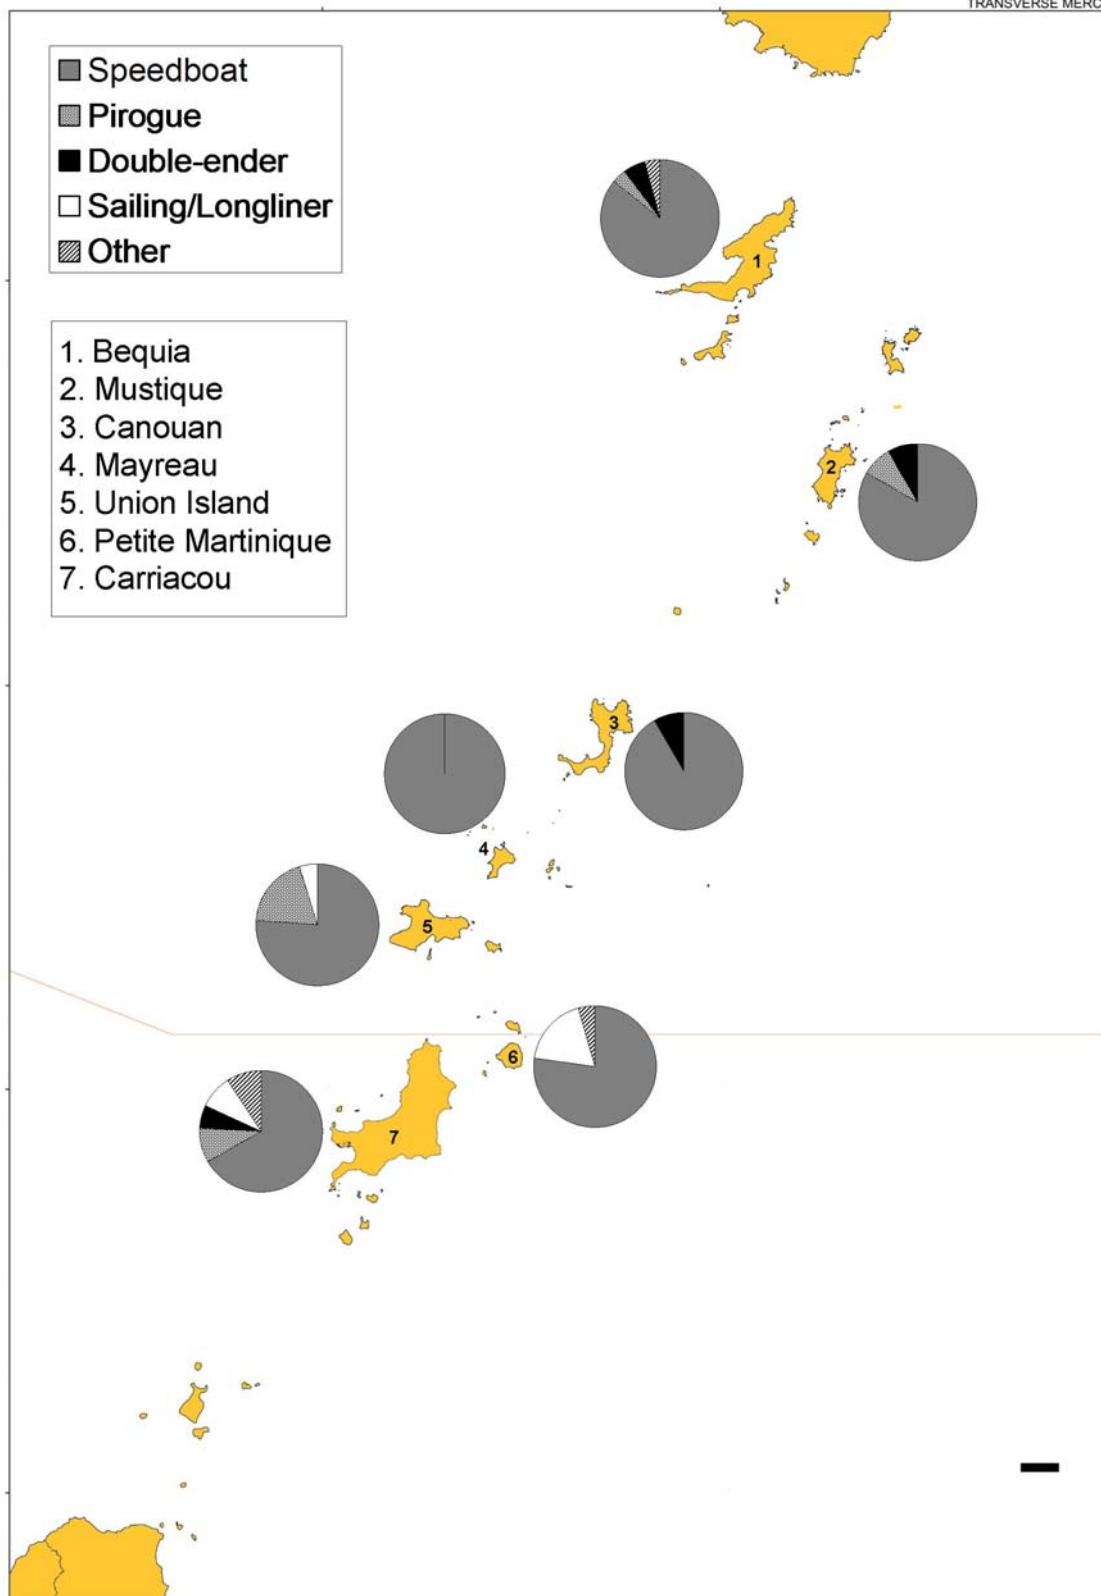 TRANSVERSE MERC
Speedboat
Pirogue
Double-ender
Sailing/Longliner
Other
1. Bequia
2. Mustique
3. Canouan
4. Mayreau
5. Union Island
6. Petite Martinique
7. Carriacou
1
2
3
4
5
6
7